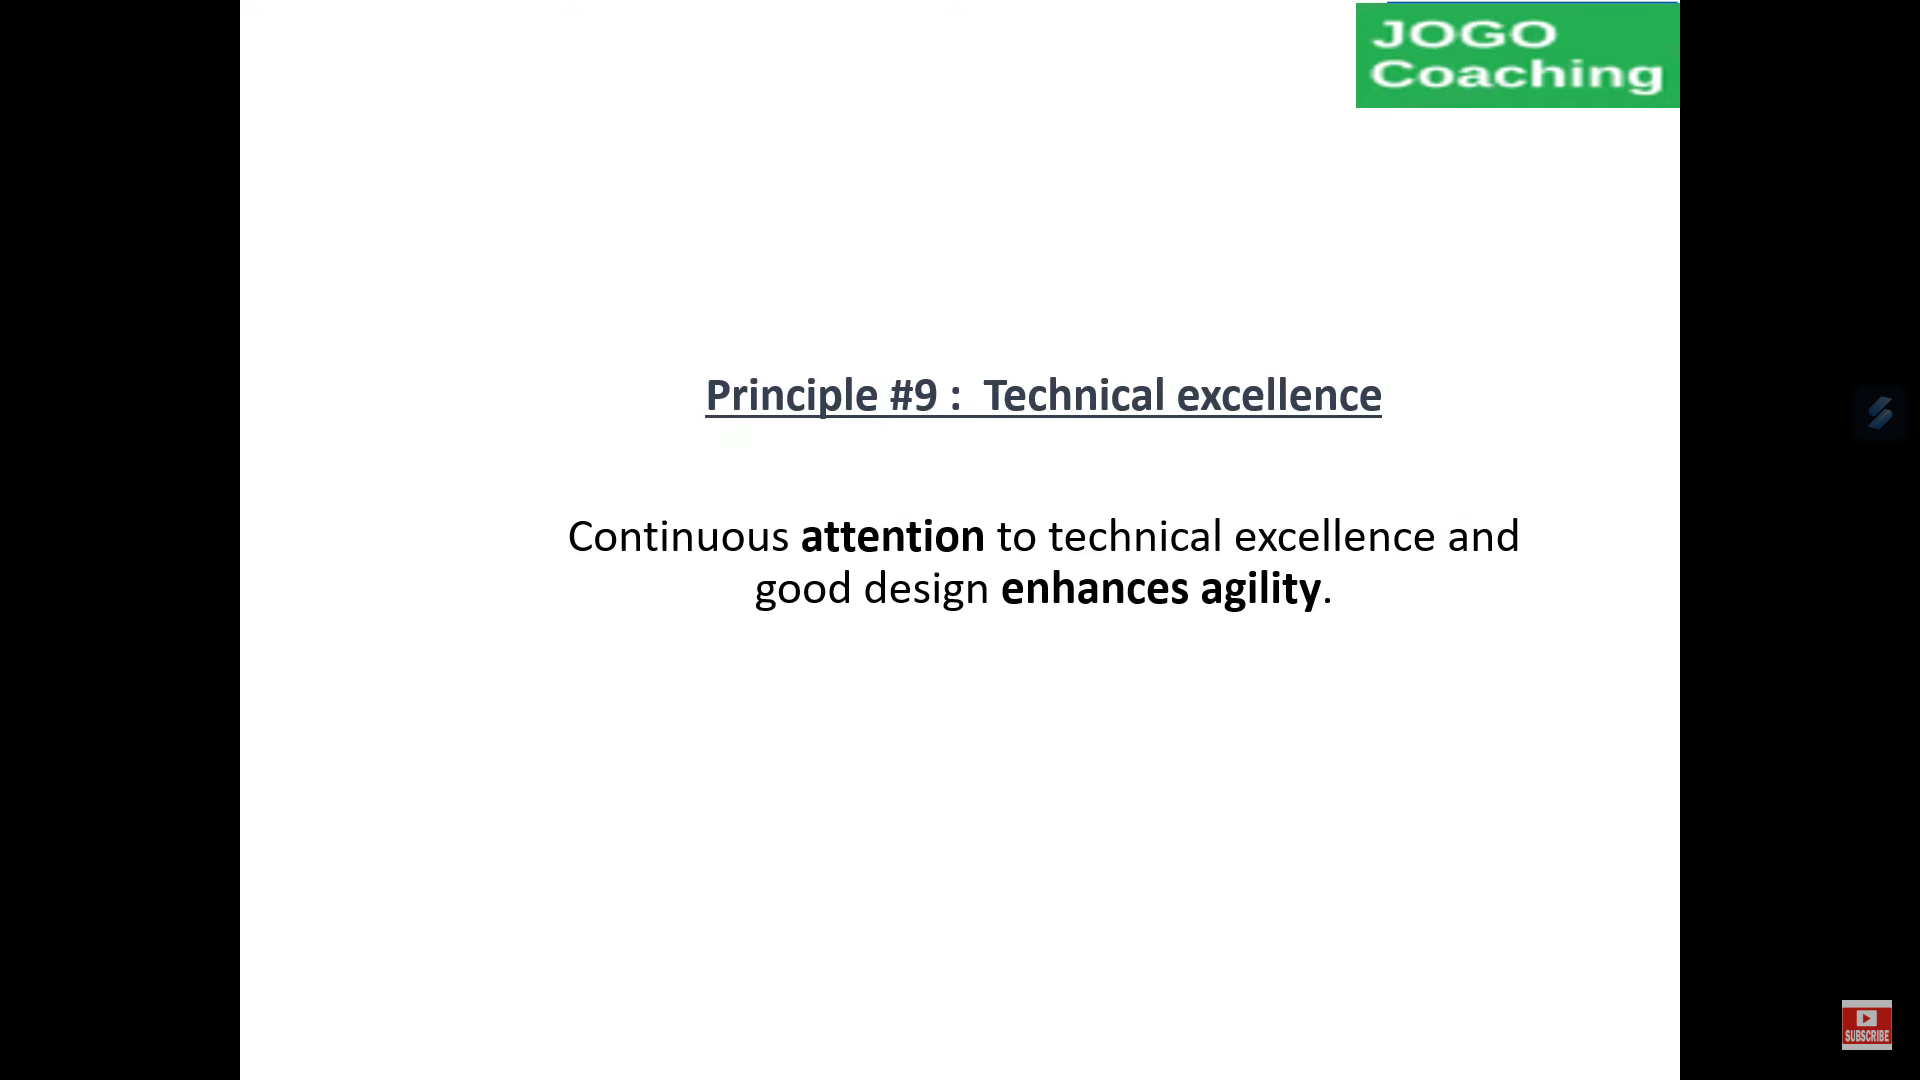 JOGO
Coaching
Principle #9 :  Technical excellence
Continuous attention to technical excellence and
good design enhances agility.
SUBSCRIBE